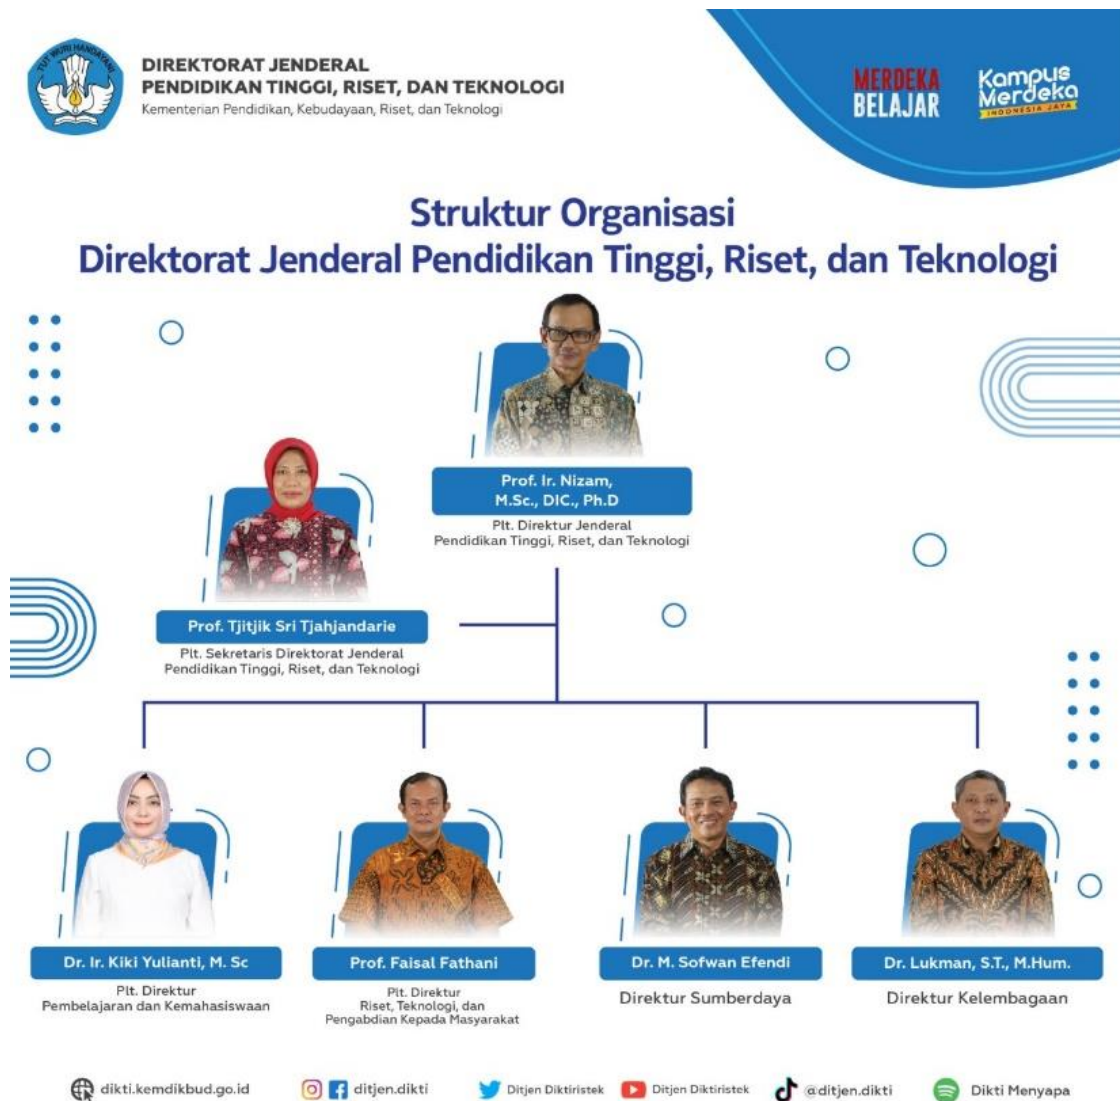 TUT WURI HANDAYANI
DIREKTORAT JENDERAL
PENDIDIKAN TINGGI, RISET, DAN TEKNOLOGI
Kementerian Pendidikan, Kebudayaan, Riset, dan Teknologi
MERDEKA
BELAJAR
Kampus
Merdeka
INDONESIA JAYA
Struktur Organisasi
Direktorat Jenderal Pendidikan Tinggi, Riset, dan Teknologi
Prof. Ir. Nizam,
M.Sc., DIC., Ph.D
Plt. Direktur Jenderal
Pendidikan Tinggi, Riset, dan Teknologi
Prof. Tjitjik Sri Tjahjandarie
Plt. Sekretaris Direktorat Jenderal
Pendidikan Tinggi, Riset, dan Teknologi
Dr. Ir. Kiki Yulianti, M. Sc
Plt. Direktur
Pembelajaran dan Kemahasiswaan
Prof. Faisal Fathani
Plt. Direktur
Riset, Teknologi, dan
Pengabdian Kepada Masyarakat
Dr. M. Sofwan Efendi
Direktur Sumberdaya
Dr. Lukman, S.T., M.Hum.
Direktur Kelembagaan
dikti.kemdikbud.go.id
ditjen.dikti
Ditjen Diktiristek
Ditjen Diktiristek
@ditjen.dikti
Dikti Menyapa